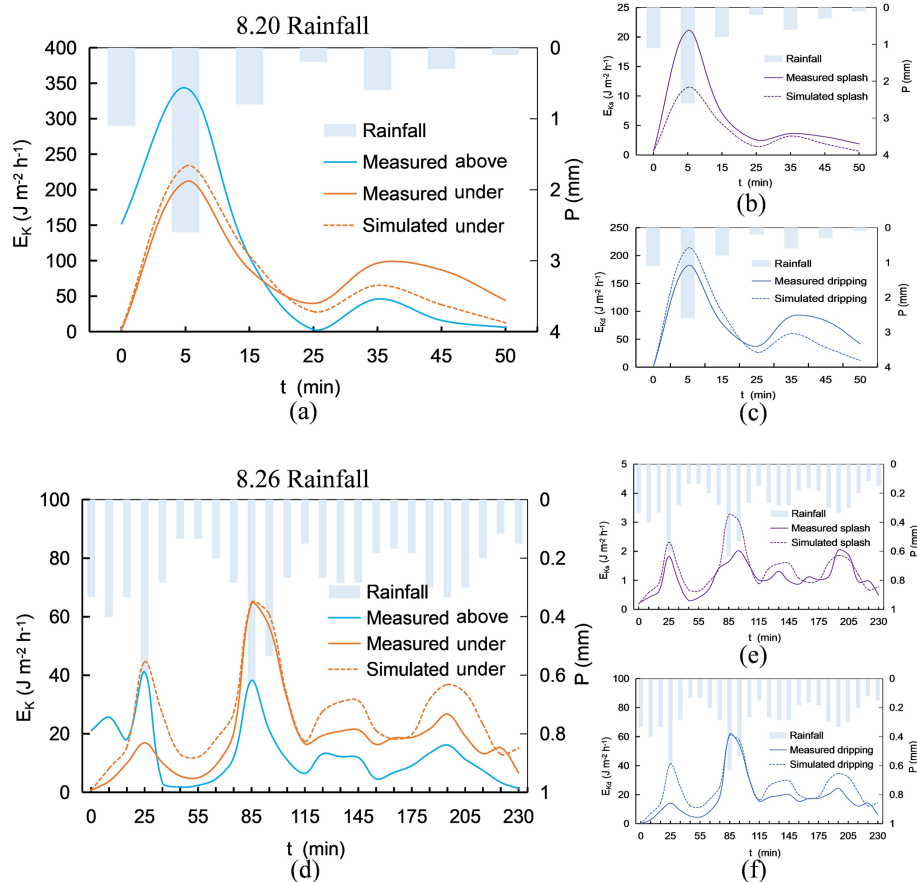 8.20 Rainfall
400
350
300
250
200
150
100
50
0
E_K (J m⁻² h⁻¹)
0
1
2
3
4
P (mm)
Rainfall
Measured above
Measured under
Simulated under
0 5 15 25 35 45 50
t (min)
(a)
25
20
15
10
5
0
E_Ks (J m⁻² h⁻¹)
0
1
2
3
4
P (mm)
Rainfall
Measured splash
Simulated splash
0 5 15 25 35 45 50
t (min)
(b)
250
200
150
100
50
0
E_Kd (J m⁻² h⁻¹)
0
1
2
3
4
P (mm)
Rainfall
Measured dripping
Simulated dripping
0 5 15 25 35 45 50
t (min)
(c)
8.26 Rainfall
100
80
60
40
20
0
E_K (J m⁻² h⁻¹)
0
0.2
0.4
0.6
0.8
1
P (mm)
Rainfall
Measured above
Measured under
Simulated under
0 25 55 85 115 145 175 205 230
t (min)
(d)
5
4
3
2
1
0
E_Ks (J m⁻² h⁻¹)
0
0.2
0.4
0.6
0.8
1
P (mm)
Rainfall
Measured splash
Simulated splash
0 25 55 85 115 145 175 205 230
t (min)
(e)
100
80
60
40
20
0
E_Kd (J m⁻² h⁻¹)
0
0.2
0.4
0.6
0.8
1
P (mm)
Rainfall
Measured dripping
Simulated dripping
0 25 55 85 115 145 175 205 230
t (min)
(f)